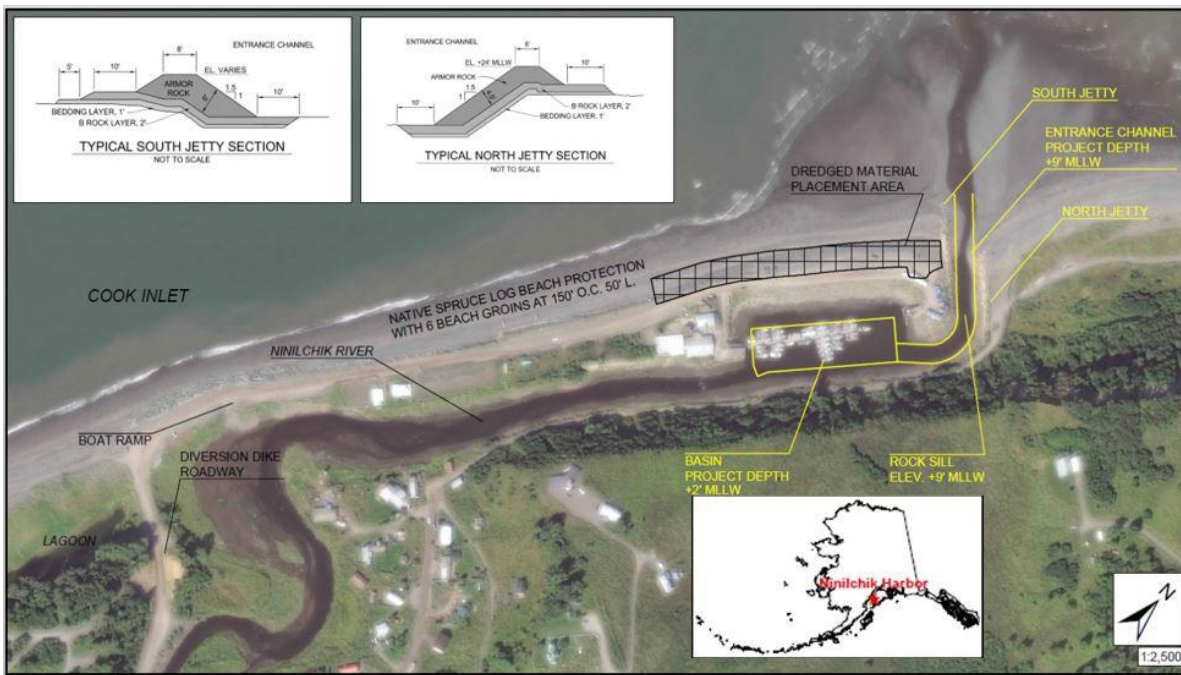 8'
ENTRANCE CHANNEL
5'
10'
EL. VARIES
ARMOR
ROCK
1.5
1
6'
10'
BEDDING LAYER, 1'
B ROCK LAYER, 2'
TYPICAL SOUTH JETTY SECTION
NOT TO SCALE
ENTRANCE CHANNEL
8'
EL. +24' MLLW
10'
ARMOR ROCK
1.5
1
4.5'
10'
B ROCK LAYER, 2'
BEDDING LAYER, 1'
TYPICAL NORTH JETTY SECTION
NOT TO SCALE
SOUTH JETTY
ENTRANCE CHANNEL
PROJECT DEPTH
+9' MLLW
DREDGED MATERIAL
PLACEMENT AREA
NORTH JETTY
NATIVE SPRUCE LOG BEACH PROTECTION
WITH 6 BEACH GROINS AT 150' O.C. 50' L.
COOK INLET
NINILCHIK RIVER
BOAT RAMP
DIVERSION DIKE
ROADWAY
LAGOON
BASIN
PROJECT DEPTH
+2' MLLW
ROCK SILL
ELEV. +9' MLLW
Ninilchik Harbor
N
1:2,500